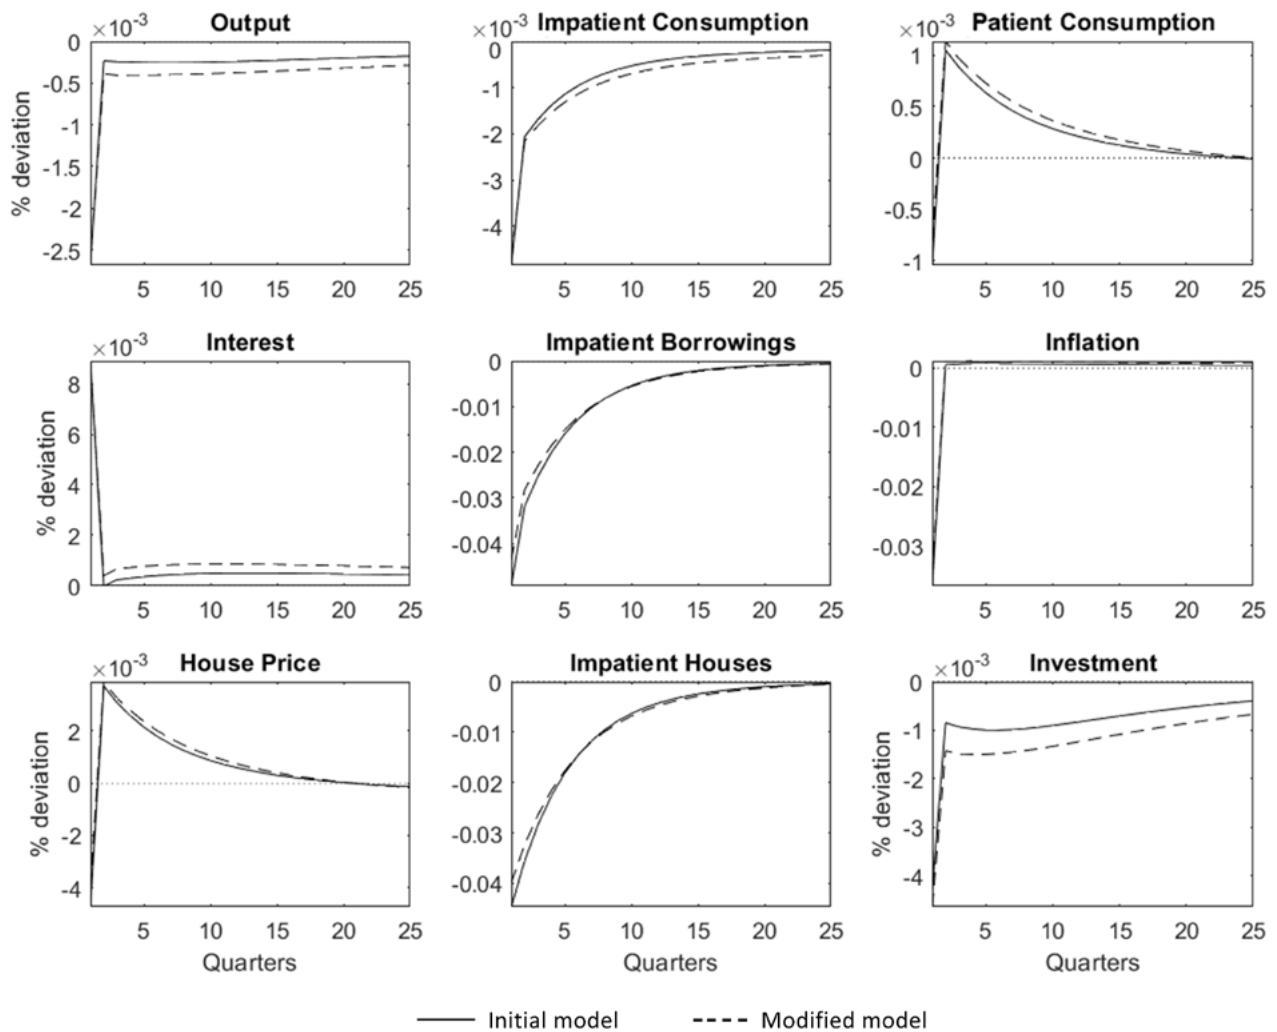 ×10⁻³ Output
0
-0.5
-1
-1.5
-2
-2.5
% deviation
5 10 15 20 25
×10⁻³ Impatient Consumption
0
-1
-2
-3
-4
5 10 15 20 25
×10⁻³ Patient Consumption
1
0.5
0
-0.5
-1
5 10 15 20 25
×10⁻³ Interest
8
6
4
2
0
% deviation
5 10 15 20 25
Impatient Borrowings
0
-0.01
-0.02
-0.03
-0.04
5 10 15 20 25
Inflation
0
-0.01
-0.02
-0.03
5 10 15 20 25
×10⁻³ House Price
2
0
-2
-4
% deviation
5 10 15 20 25
Quarters
Impatient Houses
0
-0.01
-0.02
-0.03
-0.04
5 10 15 20 25
Quarters
×10⁻³ Investment
0
-1
-2
-3
-4
% deviation
5 10 15 20 25
Quarters
Initial model Modified model